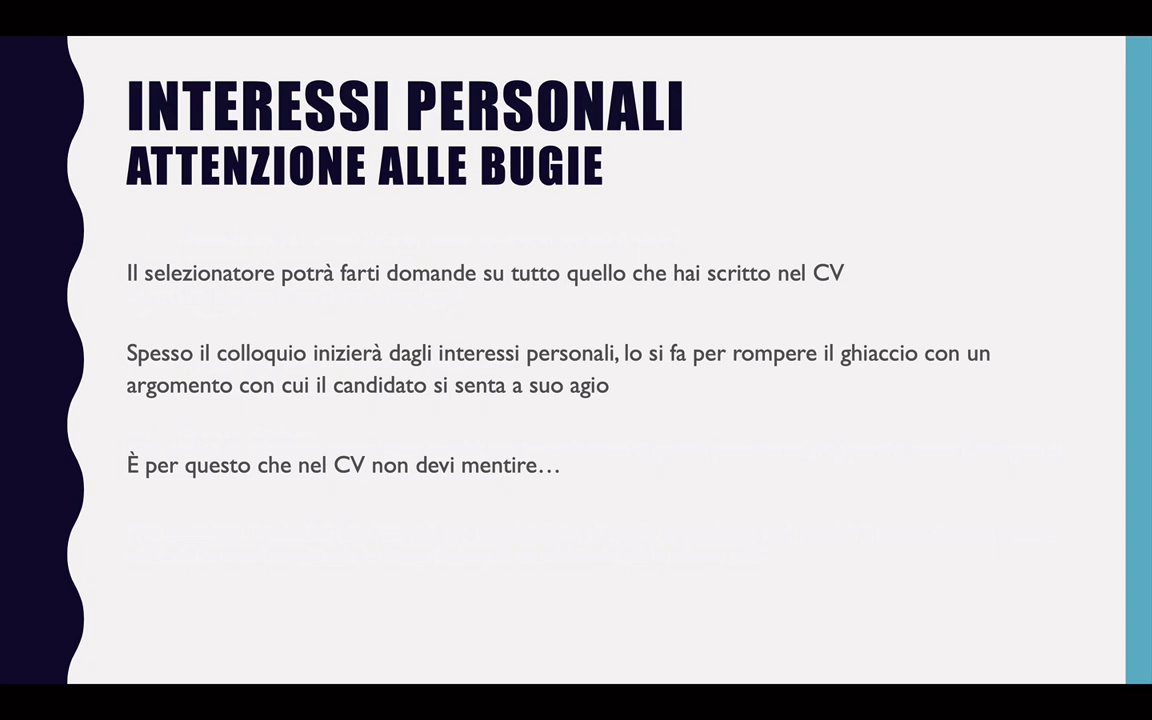 INTERESSI PERSONALI
ATTENZIONE ALLE BUGIE
Il selezionatore potrà farti domande su tutto quello che hai scritto nel CV
Spesso il colloquio inizierà dagli interessi personali, lo si fa per rompere il ghiaccio con un
argomento con cui il candidato si senta a suo agio
È per questo che nel CV non devi mentire…